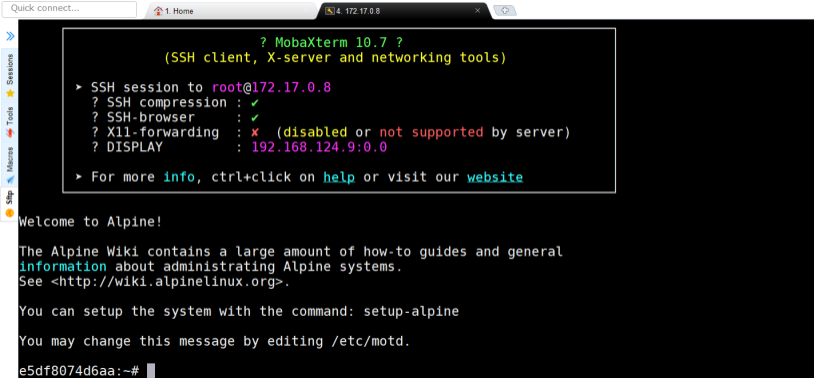 Quick connect...
1. Home
4. 172.17.0.8
Sessions
Tools
Macros
Sftp
? MobaXterm 10.7 ?
(SSH client, X-server and networking tools)
➤ SSH session to root@172.17.0.8
? SSH compression : ✔
? SSH-browser : ✔
? X11-forwarding : ✘ (disabled or not supported by server)
? DISPLAY : 192.168.124.9:0.0
➤ For more info, ctrl+click on help or visit our website
Welcome to Alpine!
The Alpine Wiki contains a large amount of how-to guides and general
information about administrating Alpine systems.
See <http://wiki.alpinelinux.org>.
You can setup the system with the command: setup-alpine
You may change this message by editing /etc/motd.
e5df8074d6aa:~#